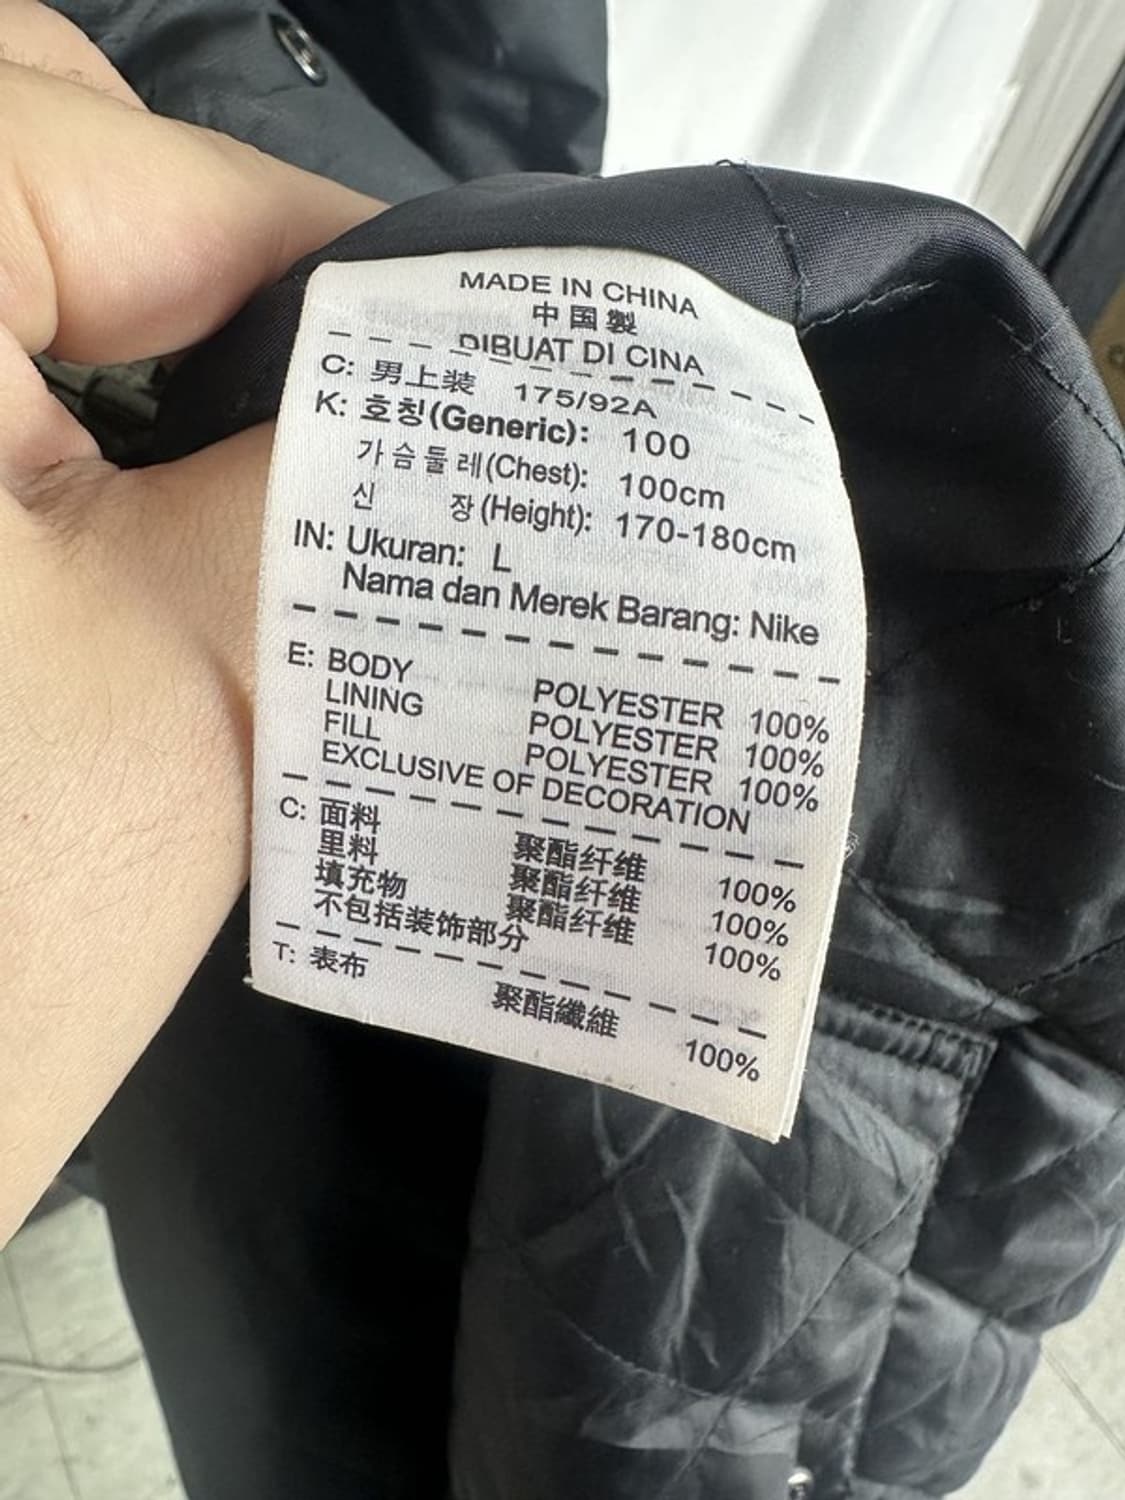 MADE IN CHINA
中国製
DIBUAT DI CINA
C: 男上装 175/92A
K: 호칭(Generic): 100
가슴둘레(Chest): 100cm
신 장(Height): 170-180cm
IN: Ukuran: L
Nama dan Merek Barang: Nike
E: BODY POLYESTER 100%
LINING POLYESTER 100%
FILL POLYESTER 100%
EXCLUSIVE OF DECORATION
C: 面料 聚酯纤维 100%
里料 聚酯纤维 100%
填充物 聚酯纤维 100%
不包括装饰部分
T: 表布 聚酯纖維 100%